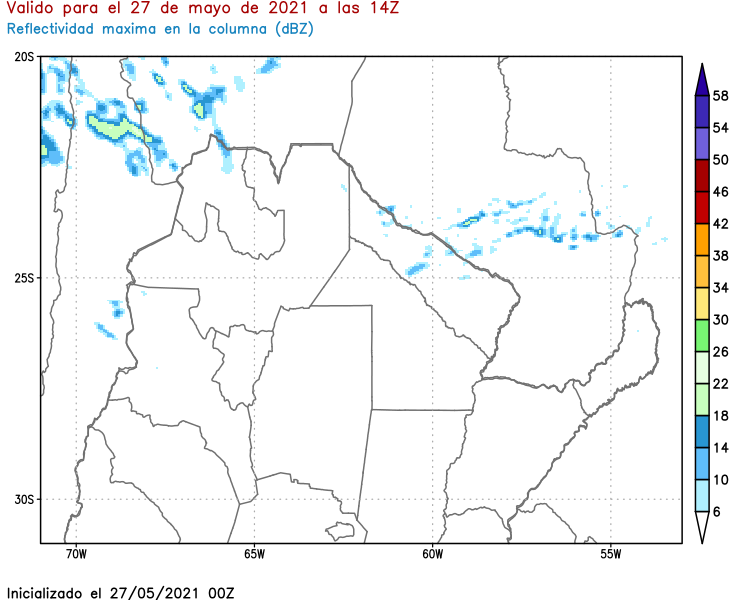 Valido para el 27 de mayo de 2021 a las 14Z
Reflectividad maxima en la columna (dBZ)
20S
58
54
50
46
42
25S
38
34
30
26
22
18
14
10
30S
6
70W 65W 60W 55W
Inicializado el 27/05/2021 00Z